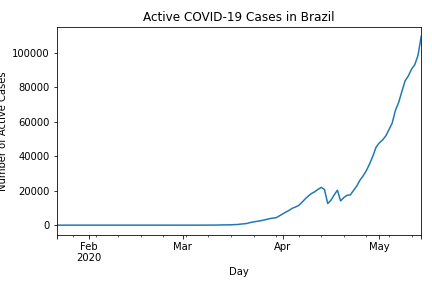 Active COVID-19 Cases in Brazil
Number of Active Cases
100000
80000
60000
40000
20000
0
Feb
2020
Mar
Apr
May
Day